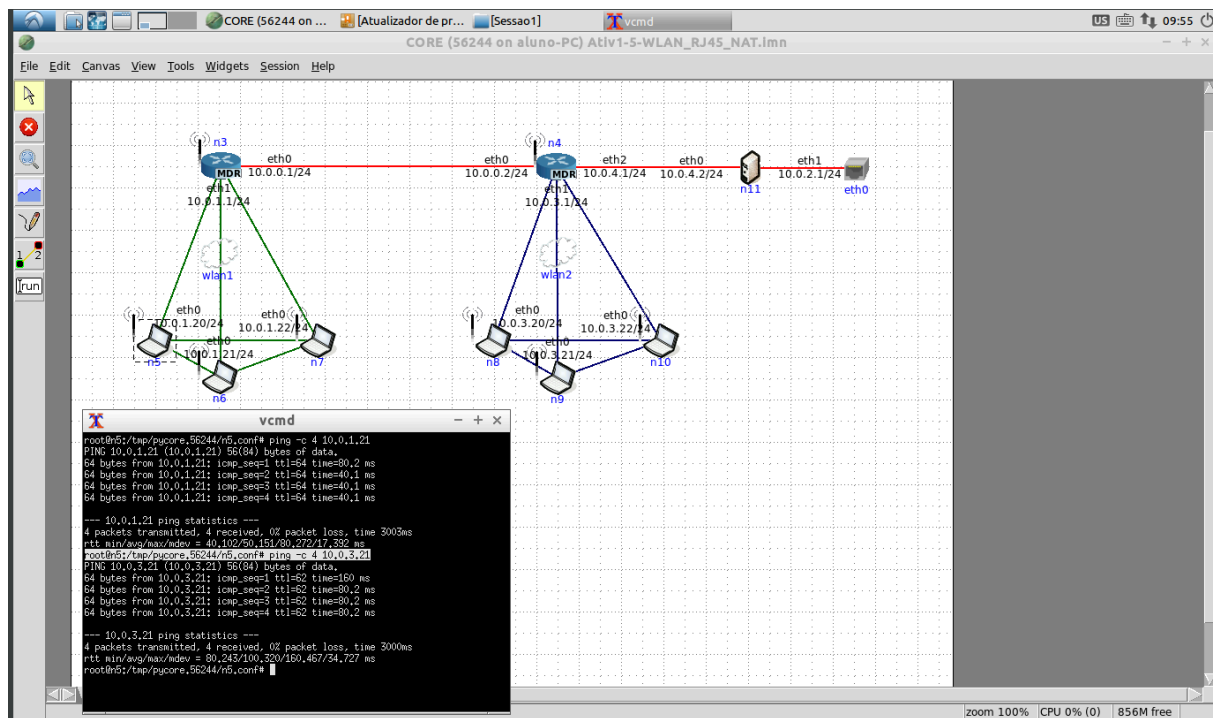 CORE (56244 on ... [Atualizador de pr... [Sessao1] vcmd US 09:55
CORE (56244 on aluno-PC) Ativ1-5-WLAN_RJ45_NAT.imn
File Edit Canvas View Tools Widgets Session Help
n3 n4
eth0 eth0 eth2 eth0 eth1
MDR 10.0.0.1/24 10.0.0.2/24 MDR 10.0.4.1/24 10.0.4.2/24 10.0.2.1/24
eth1 eth1 n11 eth0
10.0.1.1/24 10.0.3.1/24
1 2
wlan1 wlan2
run
eth0 eth0 eth0
10.0.1.20/24 10.0.1.22/24 10.0.3.20/24 10.0.3.22/24
eth0 eth0
10.0.1.21/24 10.0.3.21/24
n5 n7 n8 n10
n6 n9
vcmd
root@n5:/tmp/pycore.56244/n5.conf# ping -c 4 10.0.1.21
PING 10.0.1.21 (10.0.1.21) 56(84) bytes of data.
64 bytes from 10.0.1.21: icmp_seq=1 ttl=64 time=80.2 ms
64 bytes from 10.0.1.21: icmp_seq=2 ttl=64 time=40.1 ms
64 bytes from 10.0.1.21: icmp_seq=3 ttl=64 time=40.1 ms
64 bytes from 10.0.1.21: icmp_seq=4 ttl=64 time=40.1 ms
--- 10.0.1.21 ping statistics ---
4 packets transmitted, 4 received, 0% packet loss, time 3003ms
rtt min/avg/max/mdev = 40.102/50.151/80.272/17.392 ms
root@n5:/tmp/pycore.56244/n5.conf# ping -c 4 10.0.3.21
PING 10.0.3.21 (10.0.3.21) 56(84) bytes of data.
64 bytes from 10.0.3.21: icmp_seq=1 ttl=62 time=160 ms
64 bytes from 10.0.3.21: icmp_seq=2 ttl=62 time=80.2 ms
64 bytes from 10.0.3.21: icmp_seq=3 ttl=62 time=80.2 ms
64 bytes from 10.0.3.21: icmp_seq=4 ttl=62 time=80.2 ms
--- 10.0.3.21 ping statistics ---
4 packets transmitted, 4 received, 0% packet loss, time 3000ms
rtt min/avg/max/mdev = 80.243/100.320/160.467/34.727 ms
root@n5:/tmp/pycore.56244/n5.conf#
zoom 100% CPU 0% (0) 856M free